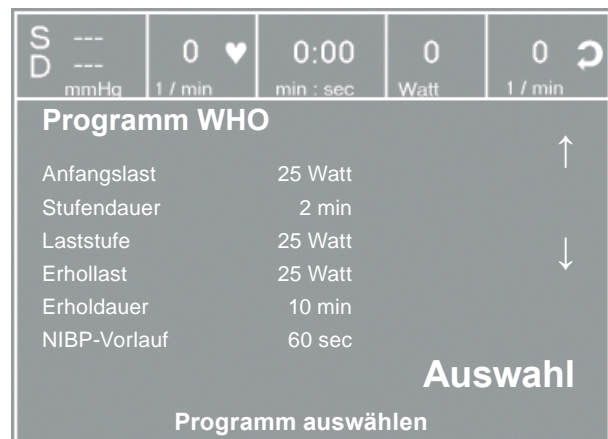 S --- 0 ♥ 0:00 0 0
D ---
mmHg 1 / min min : sec Watt 1 / min
Programm WHO
↑
Anfangslast 25 Watt
Stufendauer 2 min
Laststufe 25 Watt
↓
Erhollast 25 Watt
Erholdauer 10 min
NIBP-Vorlauf 60 sec
Auswahl
Programm auswählen